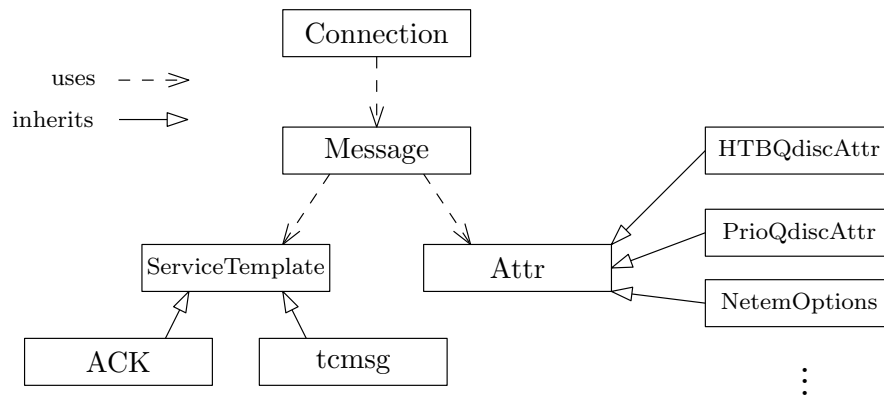 Connection
uses
inherits
Message
HTBQdiscAttr
PrioQdiscAttr
ServiceTemplate
Attr
NetemOptions
ACK
tcmsg
⋮